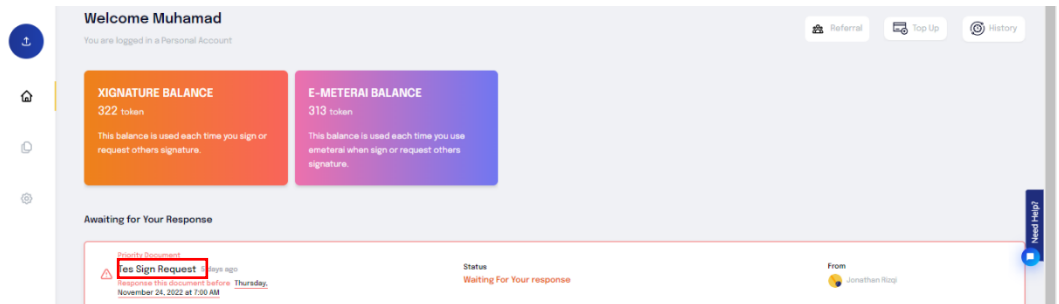 Welcome Muhamad
You are logged in a Personal Account
Referral
Top Up
History
XIGNATURE BALANCE
322 token
This balance is used each time you sign or
request others signature.
E-METERAI BALANCE
313 token
This balance is used each time you use
emeterai when sign or request others
signature.
Need Help?
Awaiting for Your Response
Priority Document
Tes Sign Request days ago
Response this document before Thursday,
November 24, 2022 at 7:00 AM
Status
Waiting For Your response
From
Jonathen Rizqi